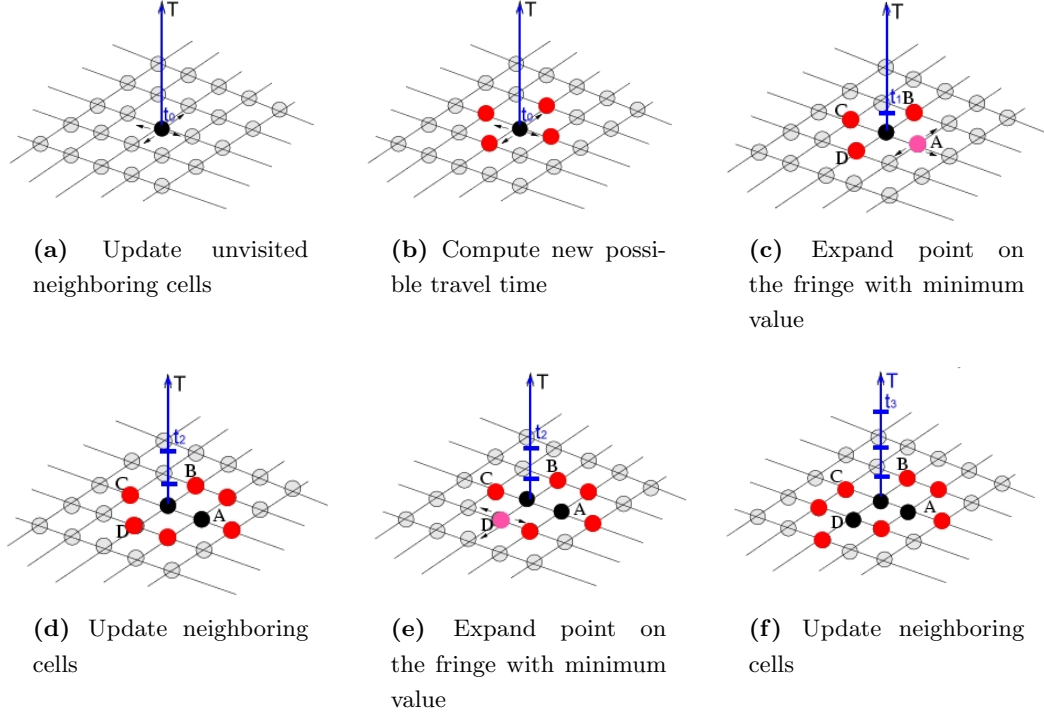 T
t0
T
t0
T
t1
B
C
A
D
(a) Update unvisited
neighboring cells
(b) Compute new possi-
ble travel time
(c) Expand point on
the fringe with minimum
value
T
t2
B
C
A
D
T
t2
B
C
A
D
T
t3
B
C
A
D
(d) Update neighboring
cells
(e) Expand point on
the fringe with minimum
value
(f) Update neighboring
cells